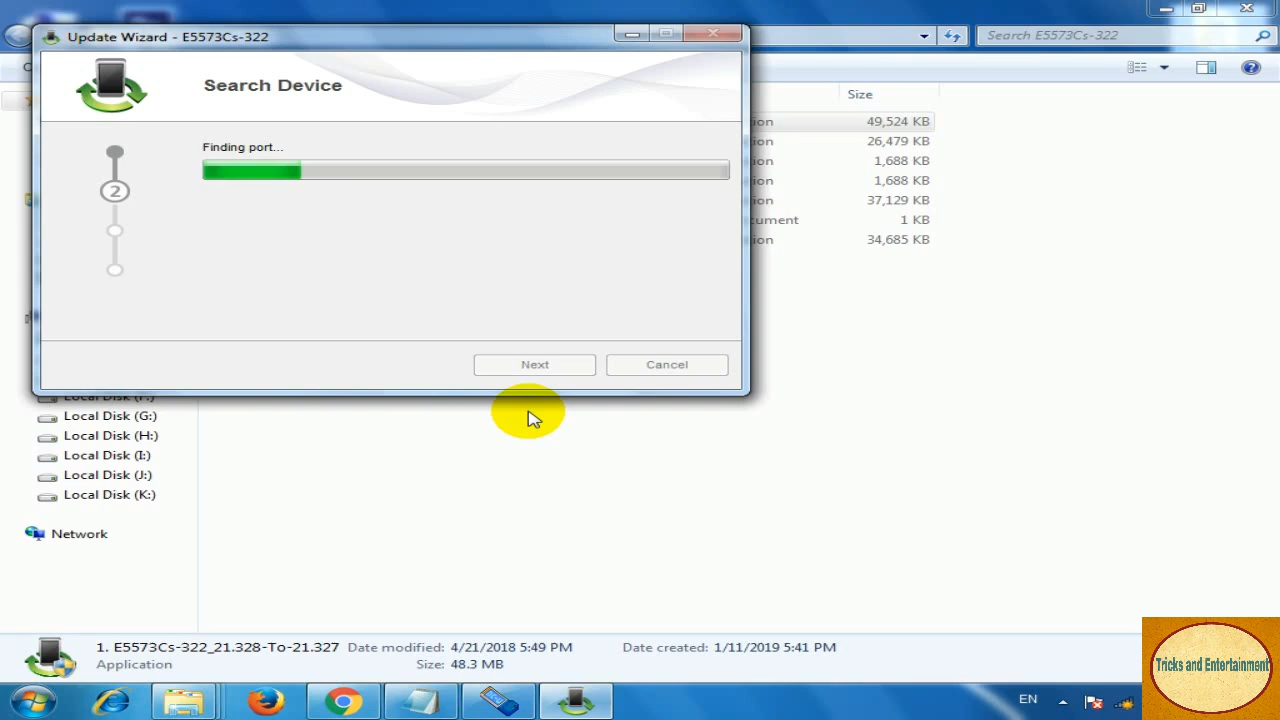 Update Wizard - E5573Cs-322
Search E5573Cs-322
Search Device
Size
Finding port...
ion 49,524 KB
ion 26,479 KB
ion 1,688 KB
ion 1,688 KB
ion 37,129 KB
cument 1 KB
ion 34,685 KB
2
Next
Cancel
Local Disk (F:)
Local Disk (G:)
Local Disk (H:)
Local Disk (I:)
Local Disk (J:)
Local Disk (K:)
Network
1. E5573Cs-322_21.328-To-21.327 Date modified: 4/21/2018 5:49 PM Date created: 1/11/2019 5:41 PM
Application Size: 48.3 MB
Tricks and Entertainment
EN